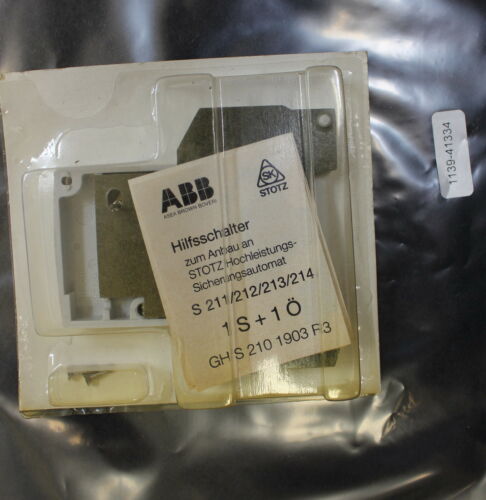 ABB
ASEA BROWN BOVERI
SK
STOTZ
Hilfsschalter
zum Anbau an
STOTZ Hochleistungs-
Sicherungsautomat
S 211/212/213/214
1 S + 1 Ö
GH S 210 1903 R3
1139-41334